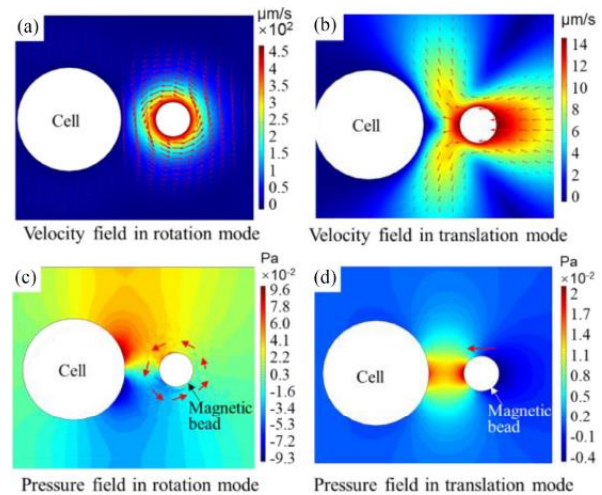 (a)
Cell
μm/s
×10²
4.5
4.0
3.5
3.0
2.5
2.0
1.5
1.0
0.5
0
Velocity field in rotation mode
(b)
Cell
μm/s
14
12
10
8
6
4
2
0
Velocity field in translation mode
(c)
Cell
Magnetic
bead
Pa
×10⁻²
9.6
7.8
6.0
4.1
2.2
0.3
-1.6
-3.4
-5.3
-7.2
-9.3
Pressure field in rotation mode
(d)
Cell
Magnetic
bead
Pa
×10⁻²
2
1.7
1.4
1.1
0.8
0.5
0.2
-0.1
-0.4
Pressure field in translation mode